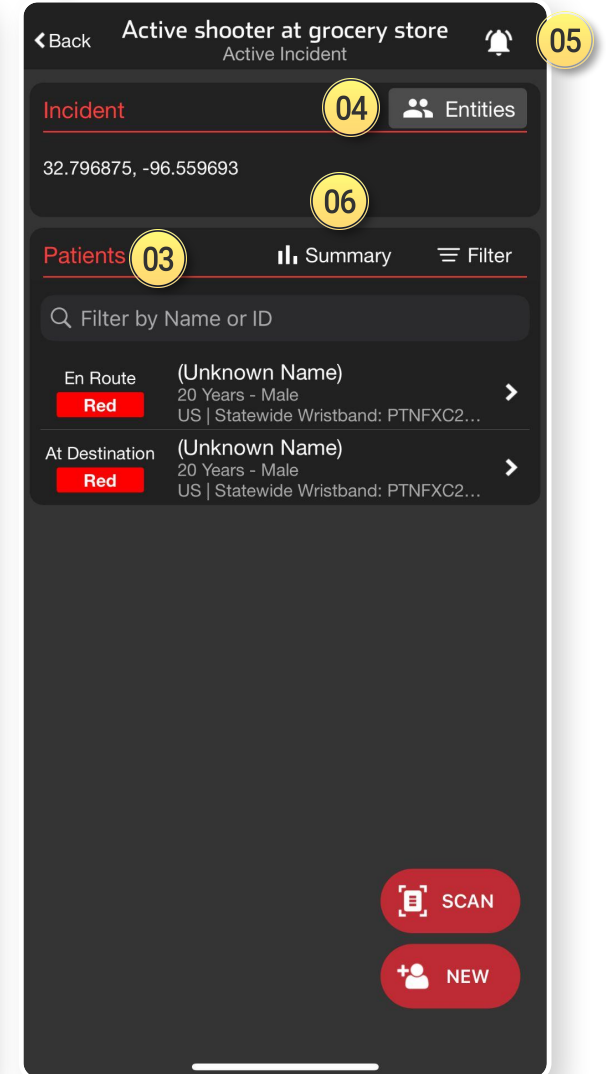 Back
Active shooter at grocery store
05
Active Incident
Incident
04
Entities
32.796875, -96.559693
06
Patients
03
Summary
Filter
Filter by Name or ID
En Route
(Unknown Name)
Red
20 Years - Male
US | Statewide Wristband: PTNFXC2...
At Destination
(Unknown Name)
Red
20 Years - Male
US | Statewide Wristband: PTNFXC2...
SCAN
NEW